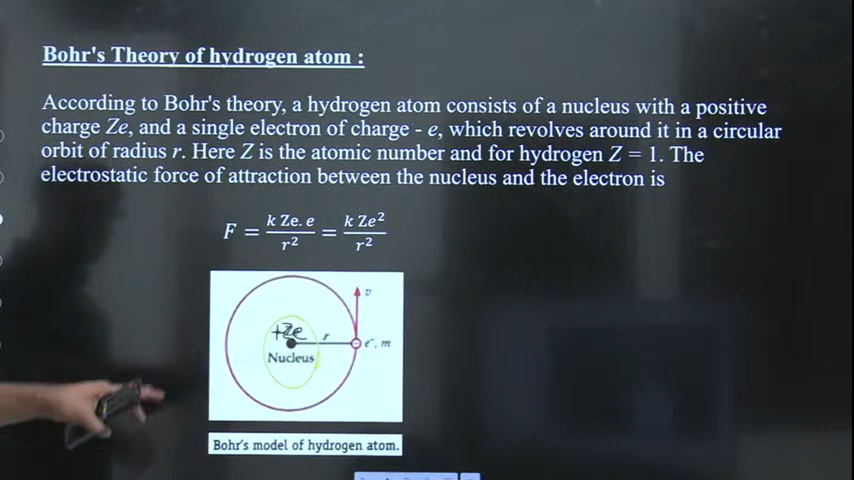 Bohr's Theory of hydrogen atom :
According to Bohr's theory, a hydrogen atom consists of a nucleus with a positive
charge Ze, and a single electron of charge - e, which revolves around it in a circular
orbit of radius r. Here Z is the atomic number and for hydrogen Z = 1. The
electrostatic force of attraction between the nucleus and the electron is
F = k Ze. e / r² = k Ze² / r²
v
+Ze
r
e⁻, m
Nucleus
Bohr's model of hydrogen atom.